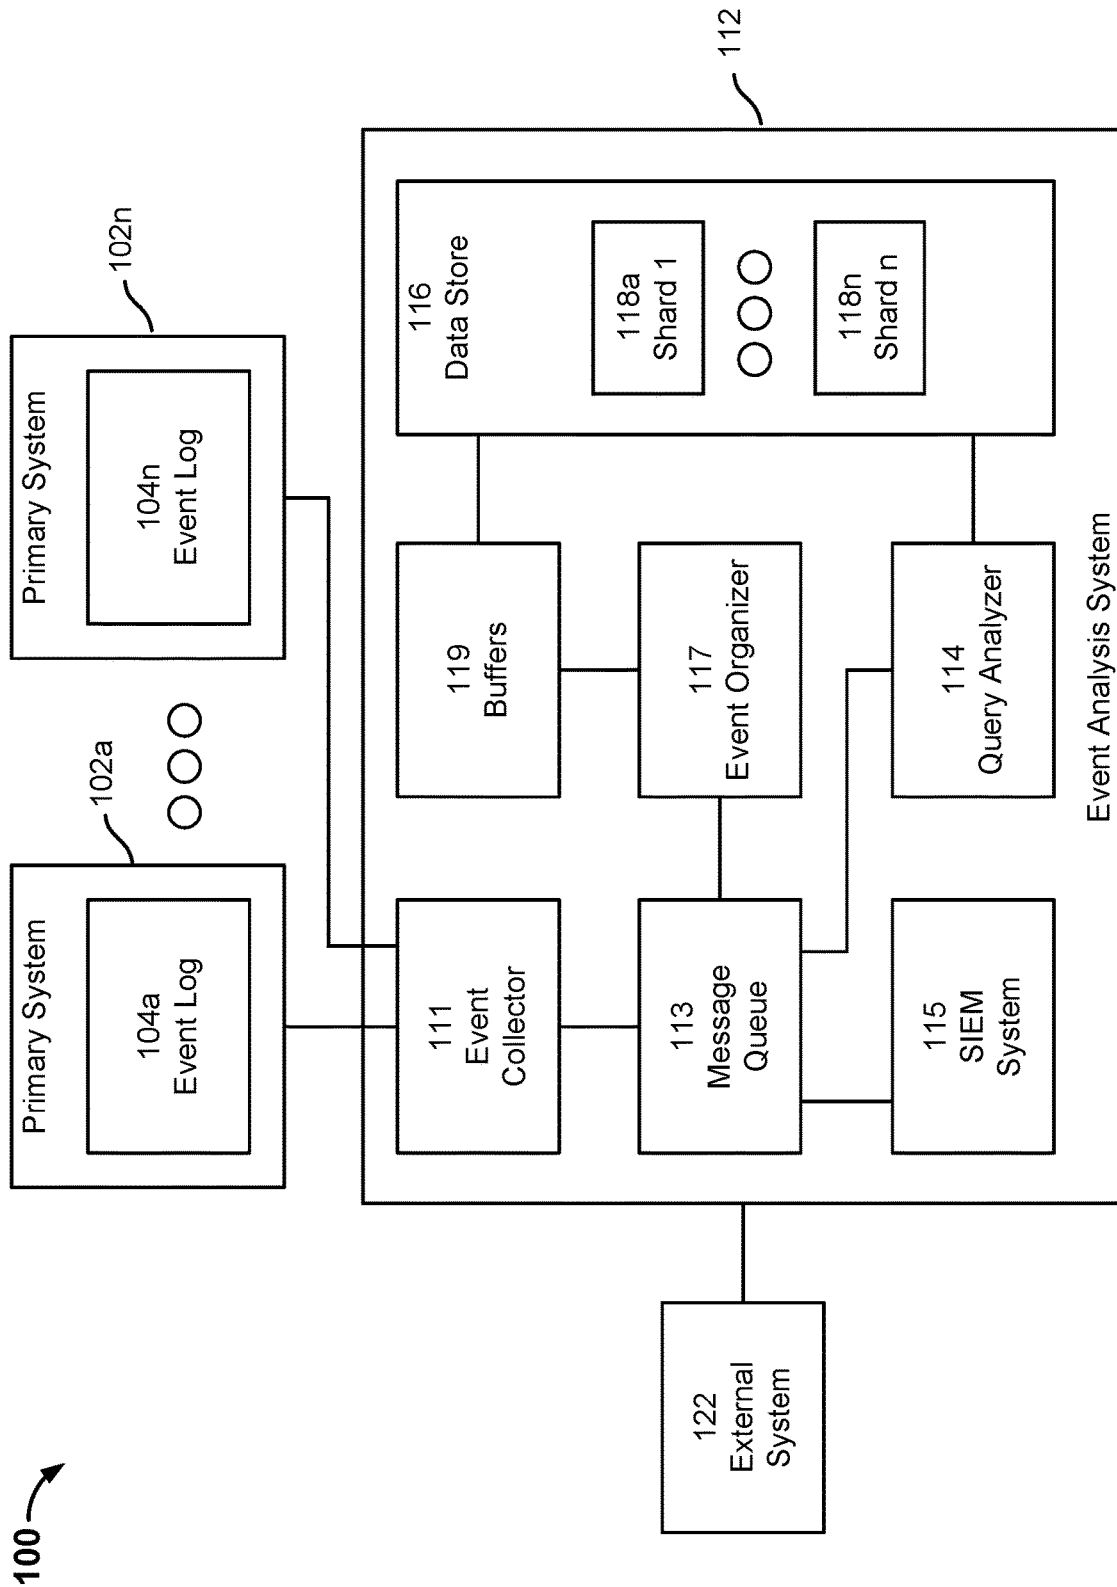 100
Primary System
104a
Event Log
102a
Primary System
104n
Event Log
102n
112
111
Event
Collector
119
Buffers
116
Data Store
118a
Shard 1
118n
Shard n
113
Message
Queue
117
Event Organizer
115
SIEM
System
114
Query Analyzer
Event Analysis System
122
External
System